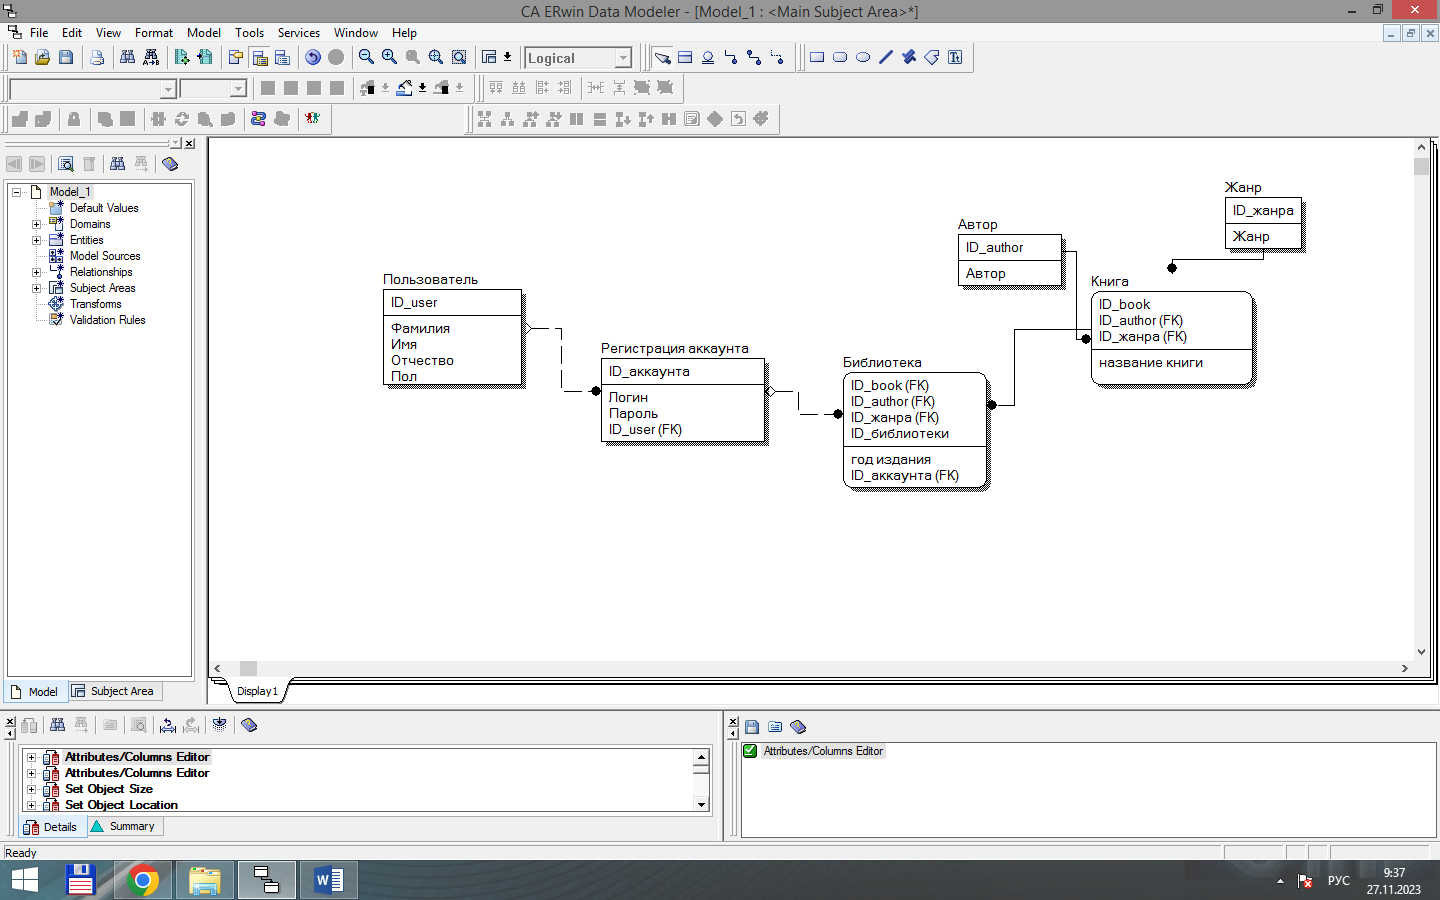 CA ERwin Data Modeler - [Model_1 : <Main Subject Area>*]
File Edit View Format Model Tools Services Window Help
Logical
Model_1
Default Values
Domains
Entities
Model Sources
Relationships
Subject Areas
Transforms
Validation Rules
Model Subject Area
Жанр
ID_жанра
Жанр
Автор
ID_author
Автор
Книга
ID_book
ID_author (FK)
ID_жанра (FK)
название книги
Пользователь
ID_user
Фамилия
Имя
Отчество
Пол
Регистрация аккаунта
ID_аккаунта
Логин
Пароль
ID_user (FK)
Библиотека
ID_book (FK)
ID_author (FK)
ID_жанра (FK)
ID_библиотеки
год издания
ID_аккаунта (FK)
Display1
Attributes/Columns Editor
Attributes/Columns Editor
Set Object Size
Set Object Location
Details Summary
Attributes/Columns Editor
Ready
РУС
9:37
27.11.2023